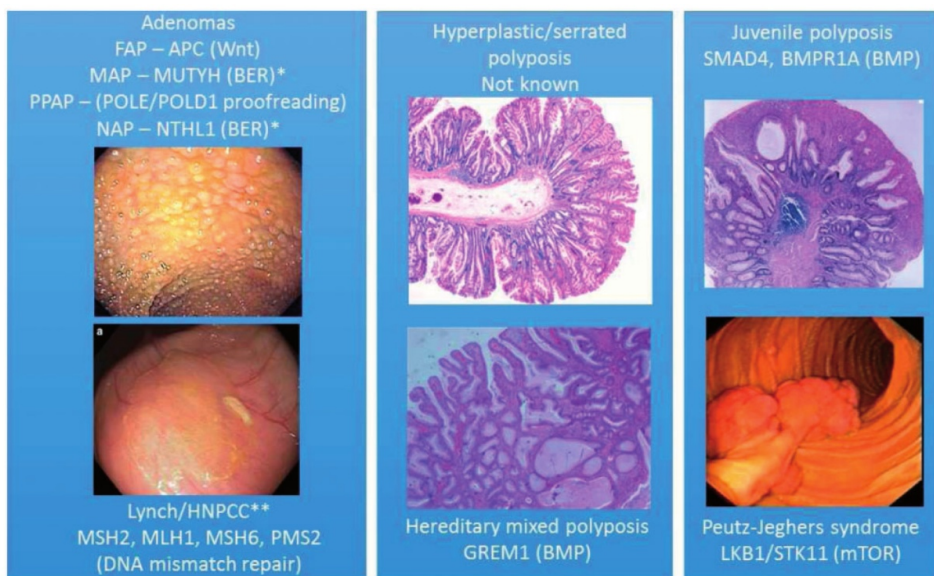 Adenomas
FAP – APC (Wnt)
MAP – MUTYH (BER)*
PPAP – (POLE/POLD1 proofreading)
NAP – NTHL1 (BER)*
a
Lynch/HNPCC**
MSH2, MLH1, MSH6, PMS2
(DNA mismatch repair)
Hyperplastic/serrated
polyposis
Not known
Hereditary mixed polyposis
GREM1 (BMP)
Juvenile polyposis
SMAD4, BMPR1A (BMP)
Peutz-Jeghers syndrome
LKB1/STK11 (mTOR)